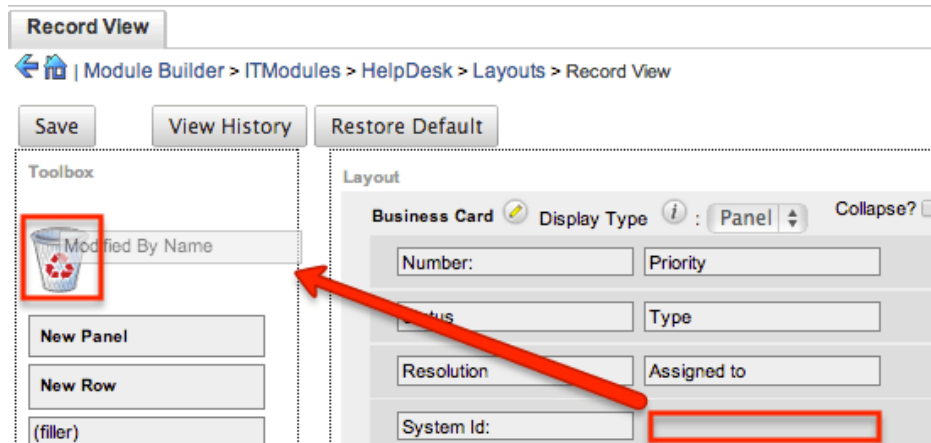 Record View
| Module Builder > ITModules > HelpDesk > Layouts > Record View
Save View History Restore Default
Toolbox
Layout
Business Card Display Type i : Panel Collapse?
Modified By Name
Number: Priority
Status Type
New Panel
Resolution Assigned to
New Row
System Id:
(filler)